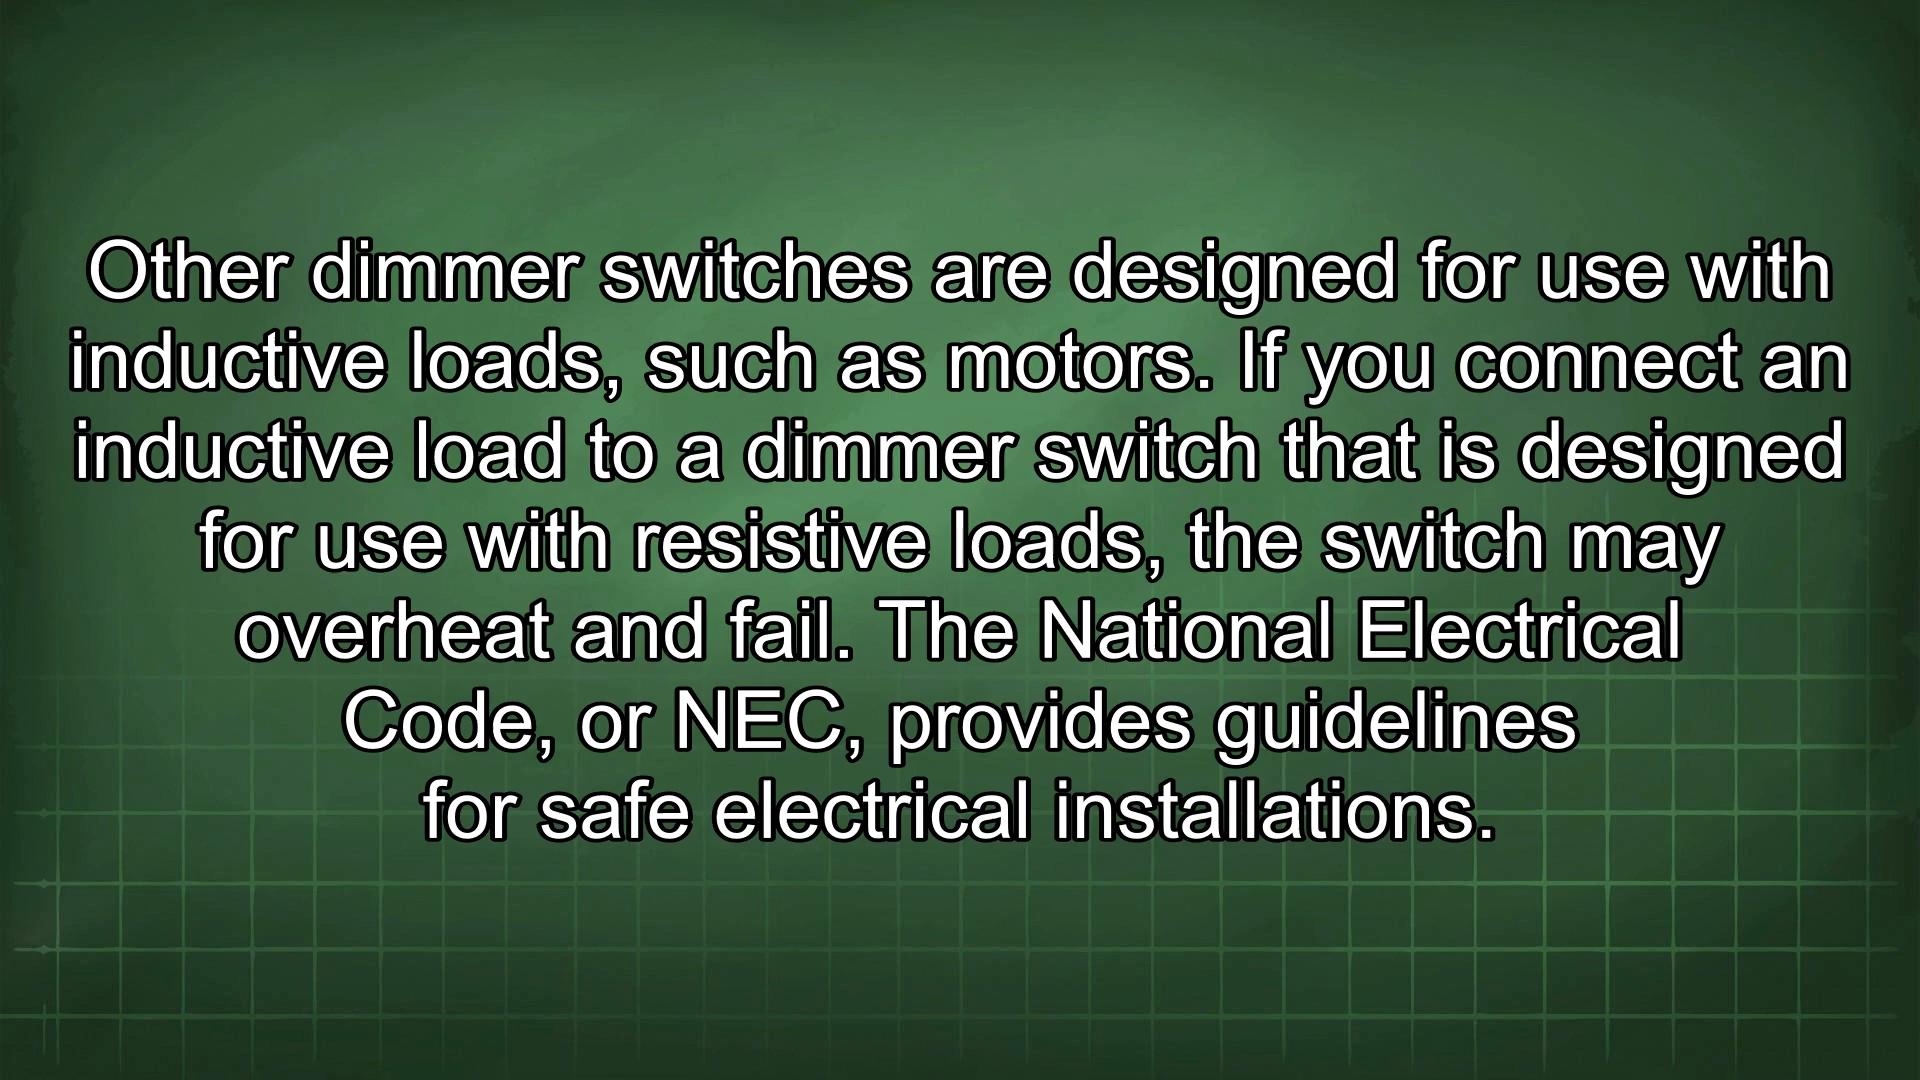 Other dimmer switches are designed for use with
inductive loads, such as motors. If you connect an
inductive load to a dimmer switch that is designed
for use with resistive loads, the switch may
overheat and fail. The National Electrical
Code, or NEC, provides guidelines
for safe electrical installations.